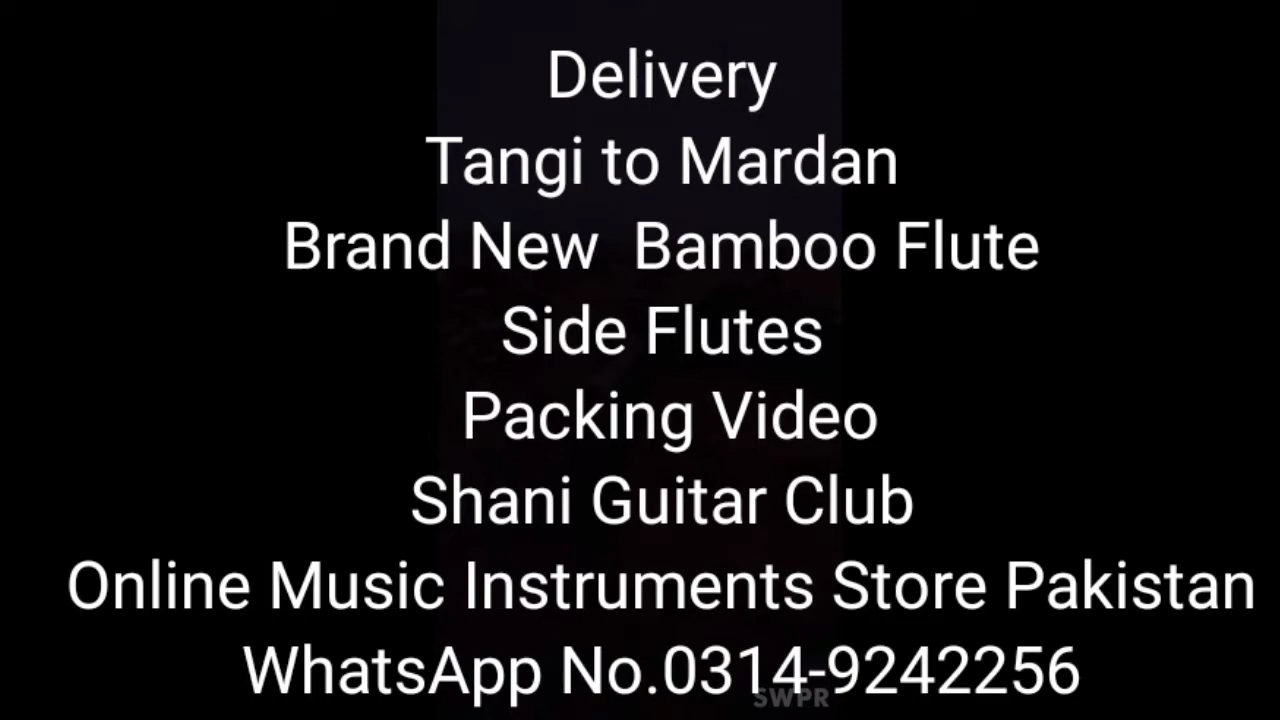 Delivery
Tangi to Mardan
Brand New  Bamboo Flute
Side Flutes
Packing Video
Shani Guitar Club
Online Music Instruments Store Pakistan
WhatsApp No.0314-9242256
SWPR